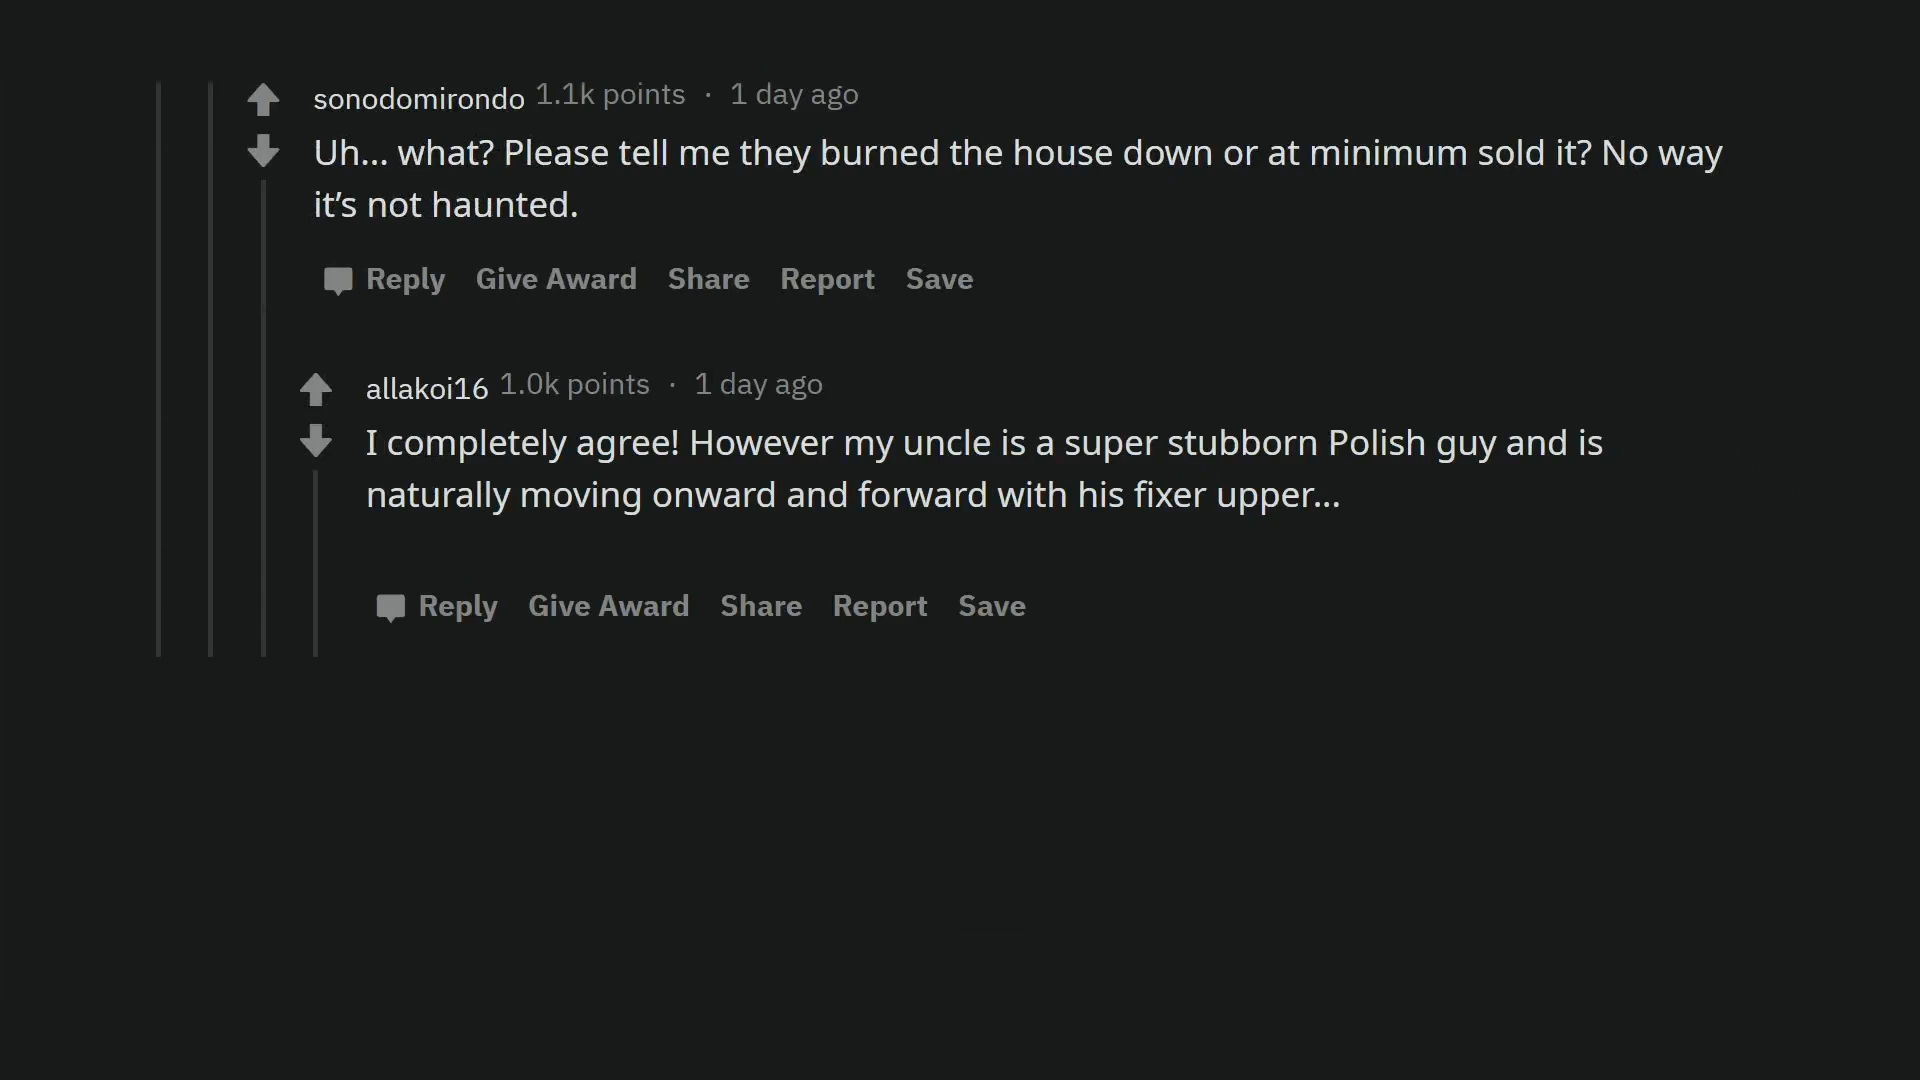 sonodomirondo 1.1k points · 1 day ago
Uh... what? Please tell me they burned the house down or at minimum sold it? No way
it’s not haunted.
Reply Give Award Share Report Save
allakoi16 1.0k points · 1 day ago
I completely agree! However my uncle is a super stubborn Polish guy and is
naturally moving onward and forward with his fixer upper...
Reply Give Award Share Report Save